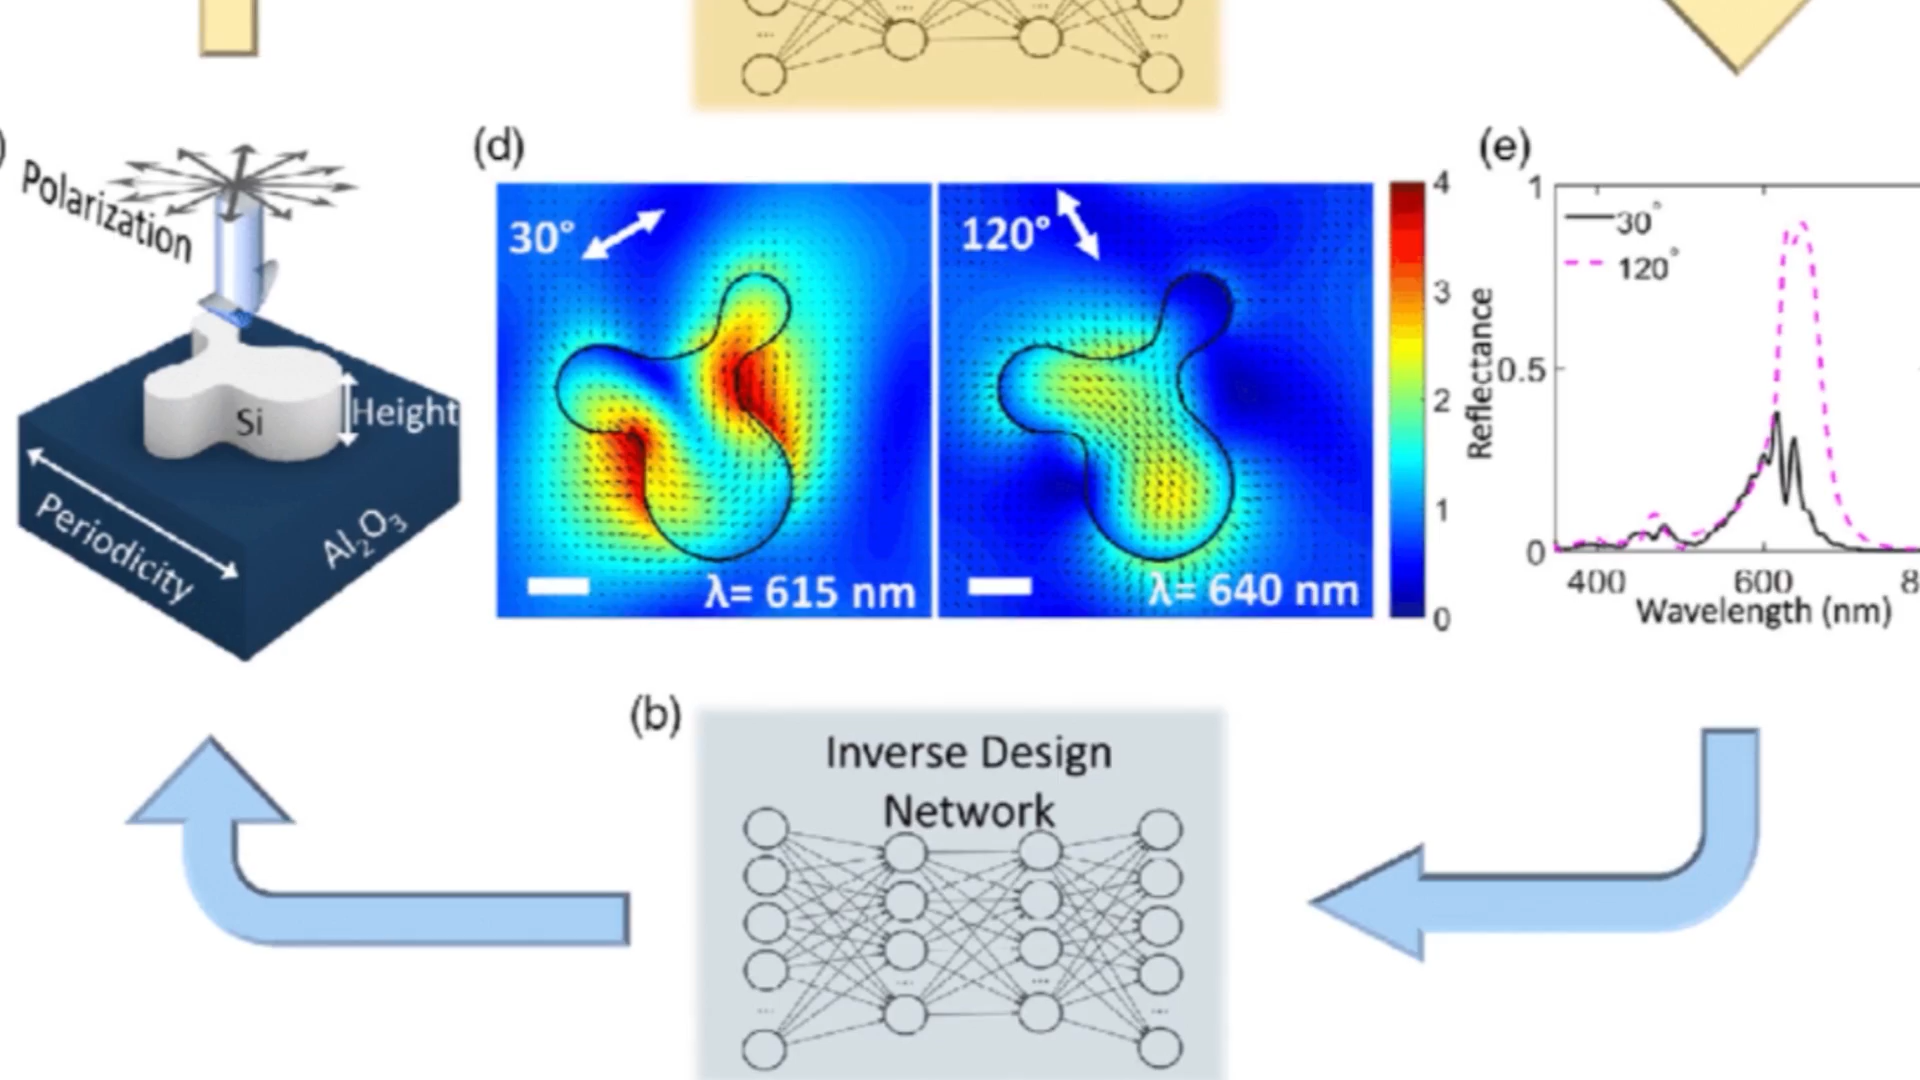 )
Polarization
Si
Height
Periodicity
Al₂O₃
(d)
30°
λ= 615 nm
120°
λ= 640 nm
4
3
2
1
0
(e)
Reflectance
1
0.5
0
30°
120°
400
600
8
Wavelength (nm)
(b)
Inverse Design
Network
...
...
...
...